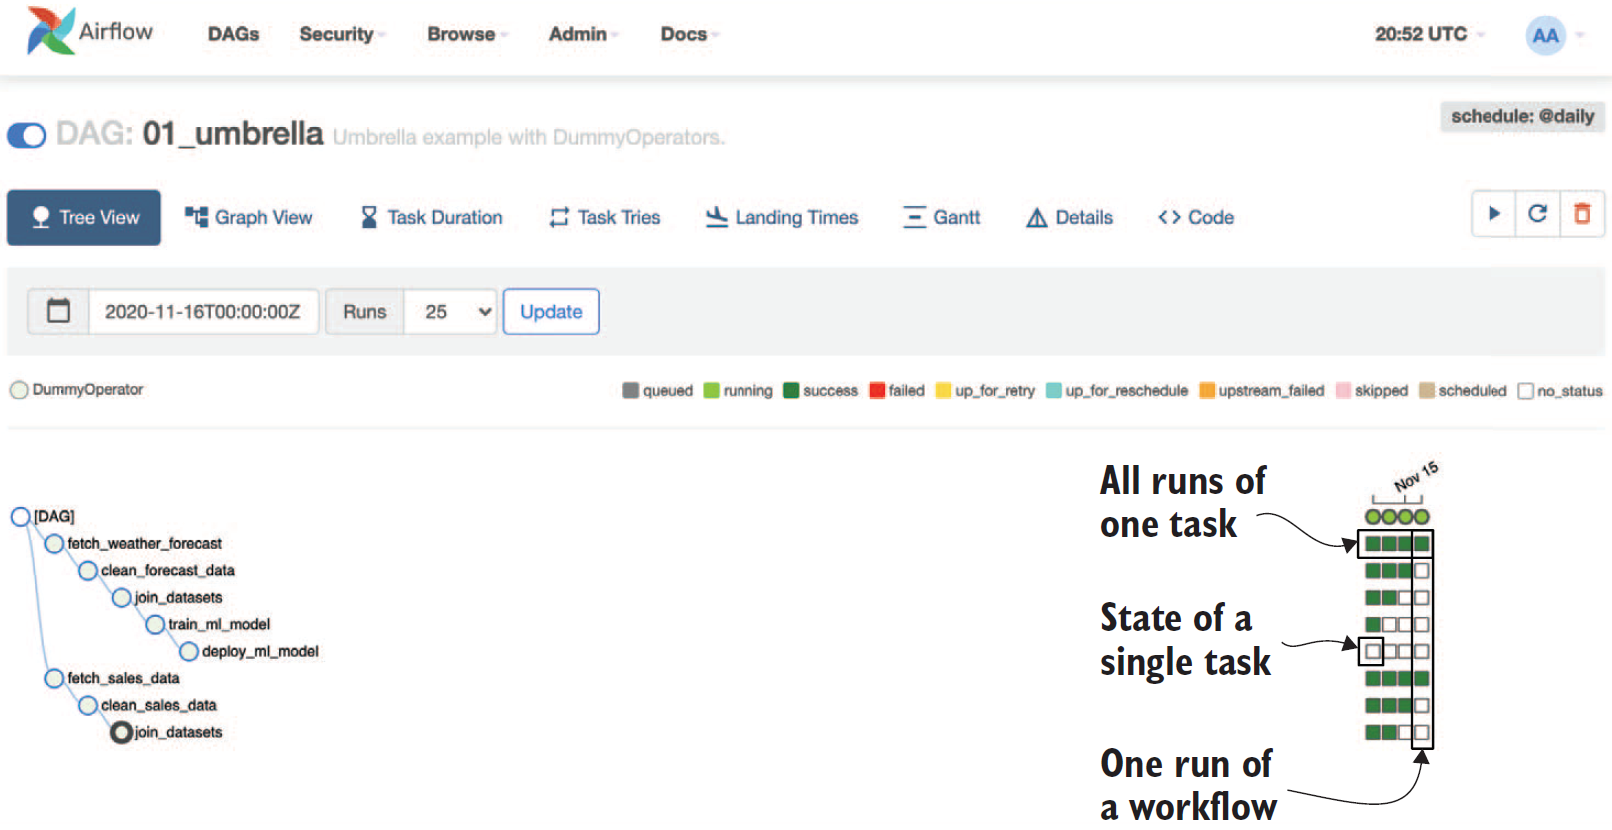 Airflow DAGs Security Browse Admin Docs 20:52 UTC AA
schedule: @daily
DAG: 01_umbrella Umbrella example with DummyOperators.
Tree View Graph View Task Duration Task Tries Landing Times Gantt Details <> Code
2020-11-16T00:00:00Z Runs 25 Update
DummyOperator queued running success failed up_for_retry up_for_reschedule upstream_failed skipped scheduled no_status
Nov 15
All runs of
one task
[DAG]
fetch_weather_forecast
clean_forecast_data
join_datasets
train_ml_model
deploy_ml_model
fetch_sales_data
clean_sales_data
join_datasets
State of a
single task
One run of
a workflow